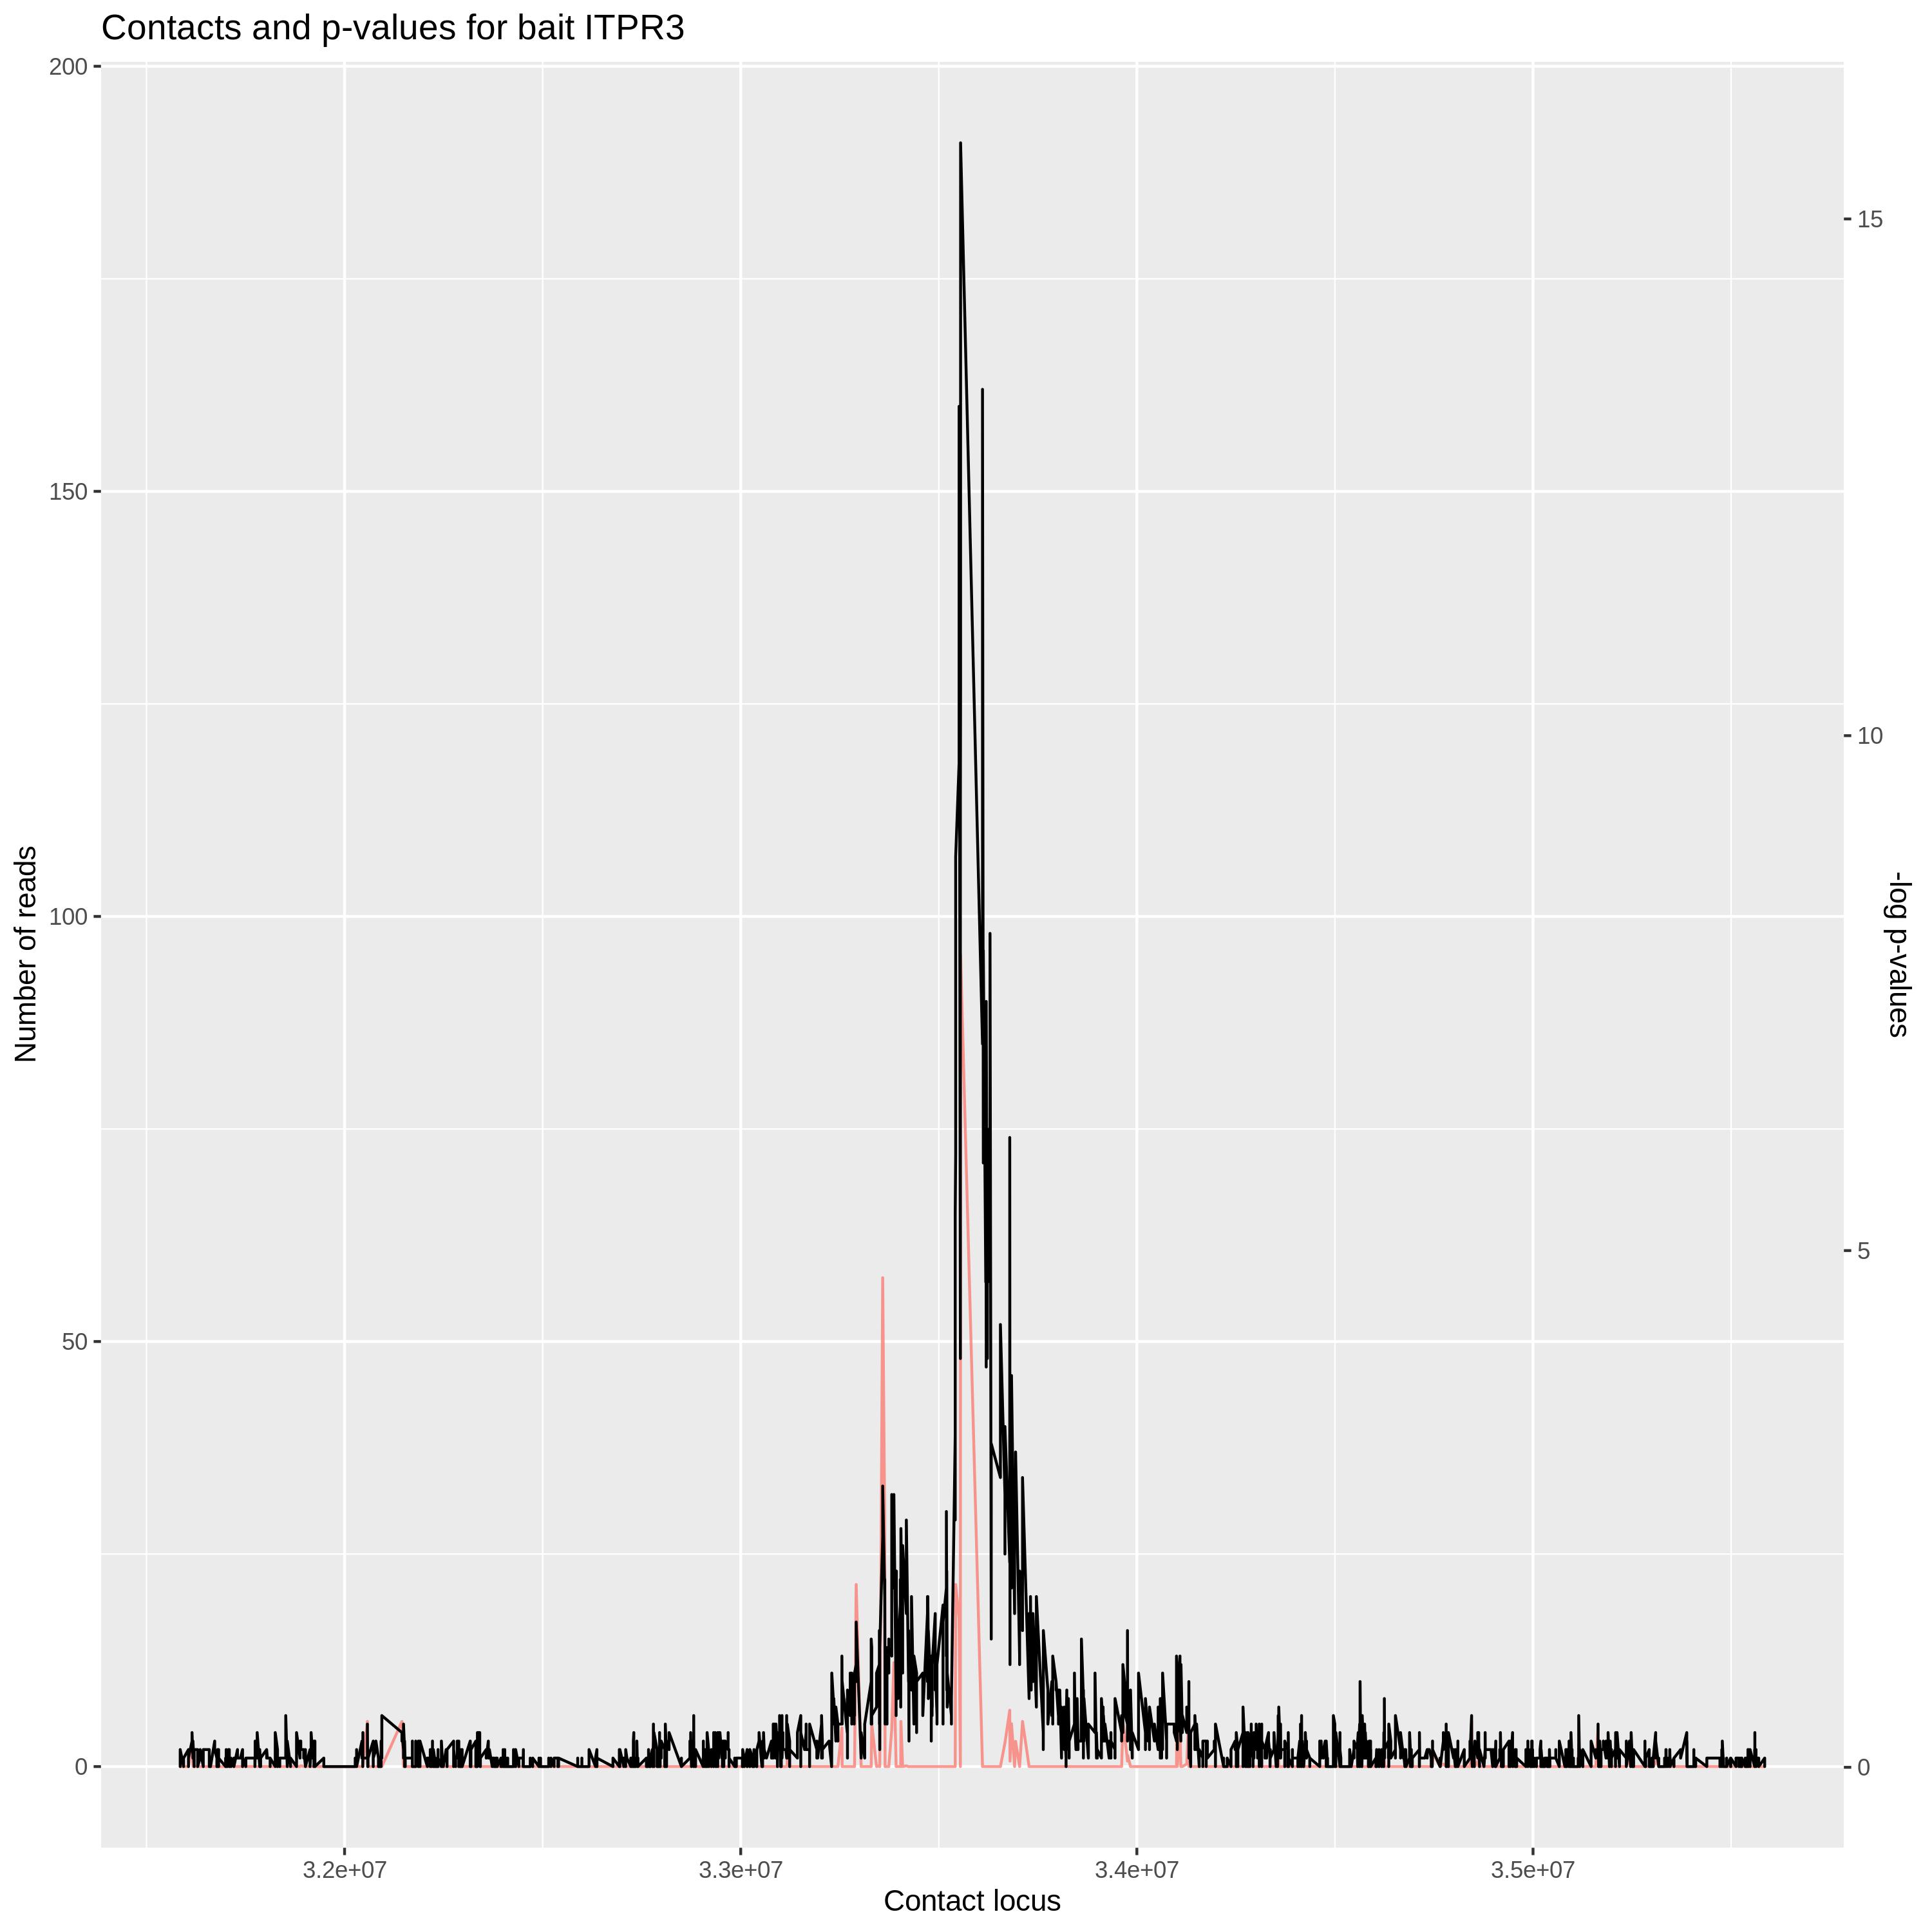 Contacts and p-values for bait ITPR3
200
150
100
50
0
Number of reads
15
10
5
0
-log p-values
3.2e+07
3.3e+07
3.4e+07
3.5e+07
Contact locus